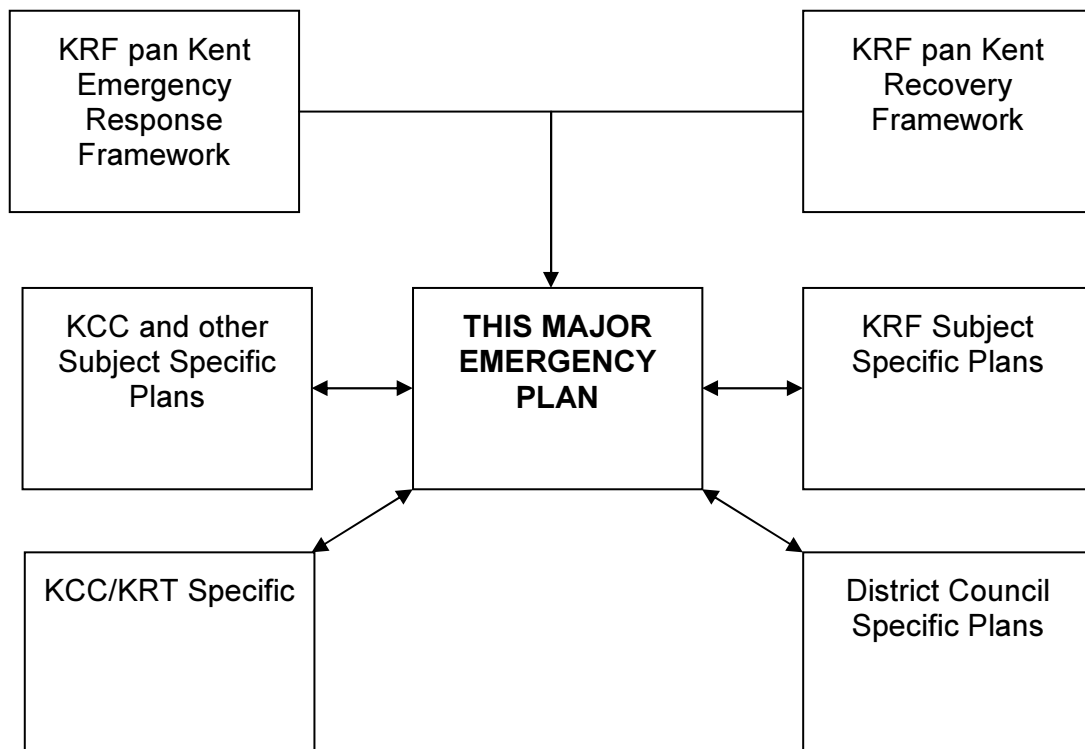 KRF pan Kent
Emergency
Response
Framework
KRF pan Kent
Recovery
Framework
KCC and other
Subject Specific
Plans
THIS MAJOR
EMERGENCY
PLAN
KRF Subject
Specific Plans
KCC/KRT Specific
District Council
Specific Plans